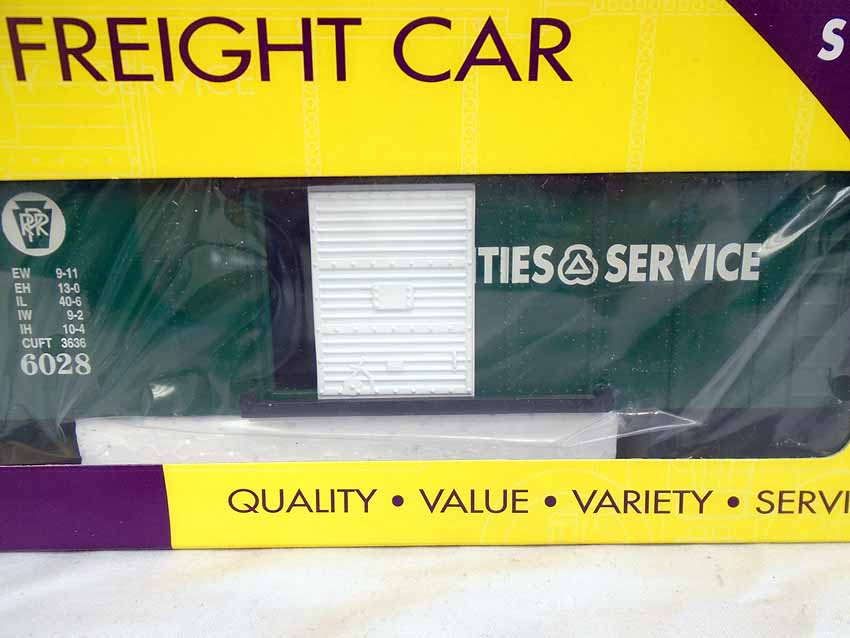 FREIGHT CAR
S
PRR
EW 9-11
EH 13-0
IL 40-6
IW 9-2
IH 10-4
CUFT 3636
6028
TIES SERVICE
QUALITY • VALUE • VARIETY • SERVI